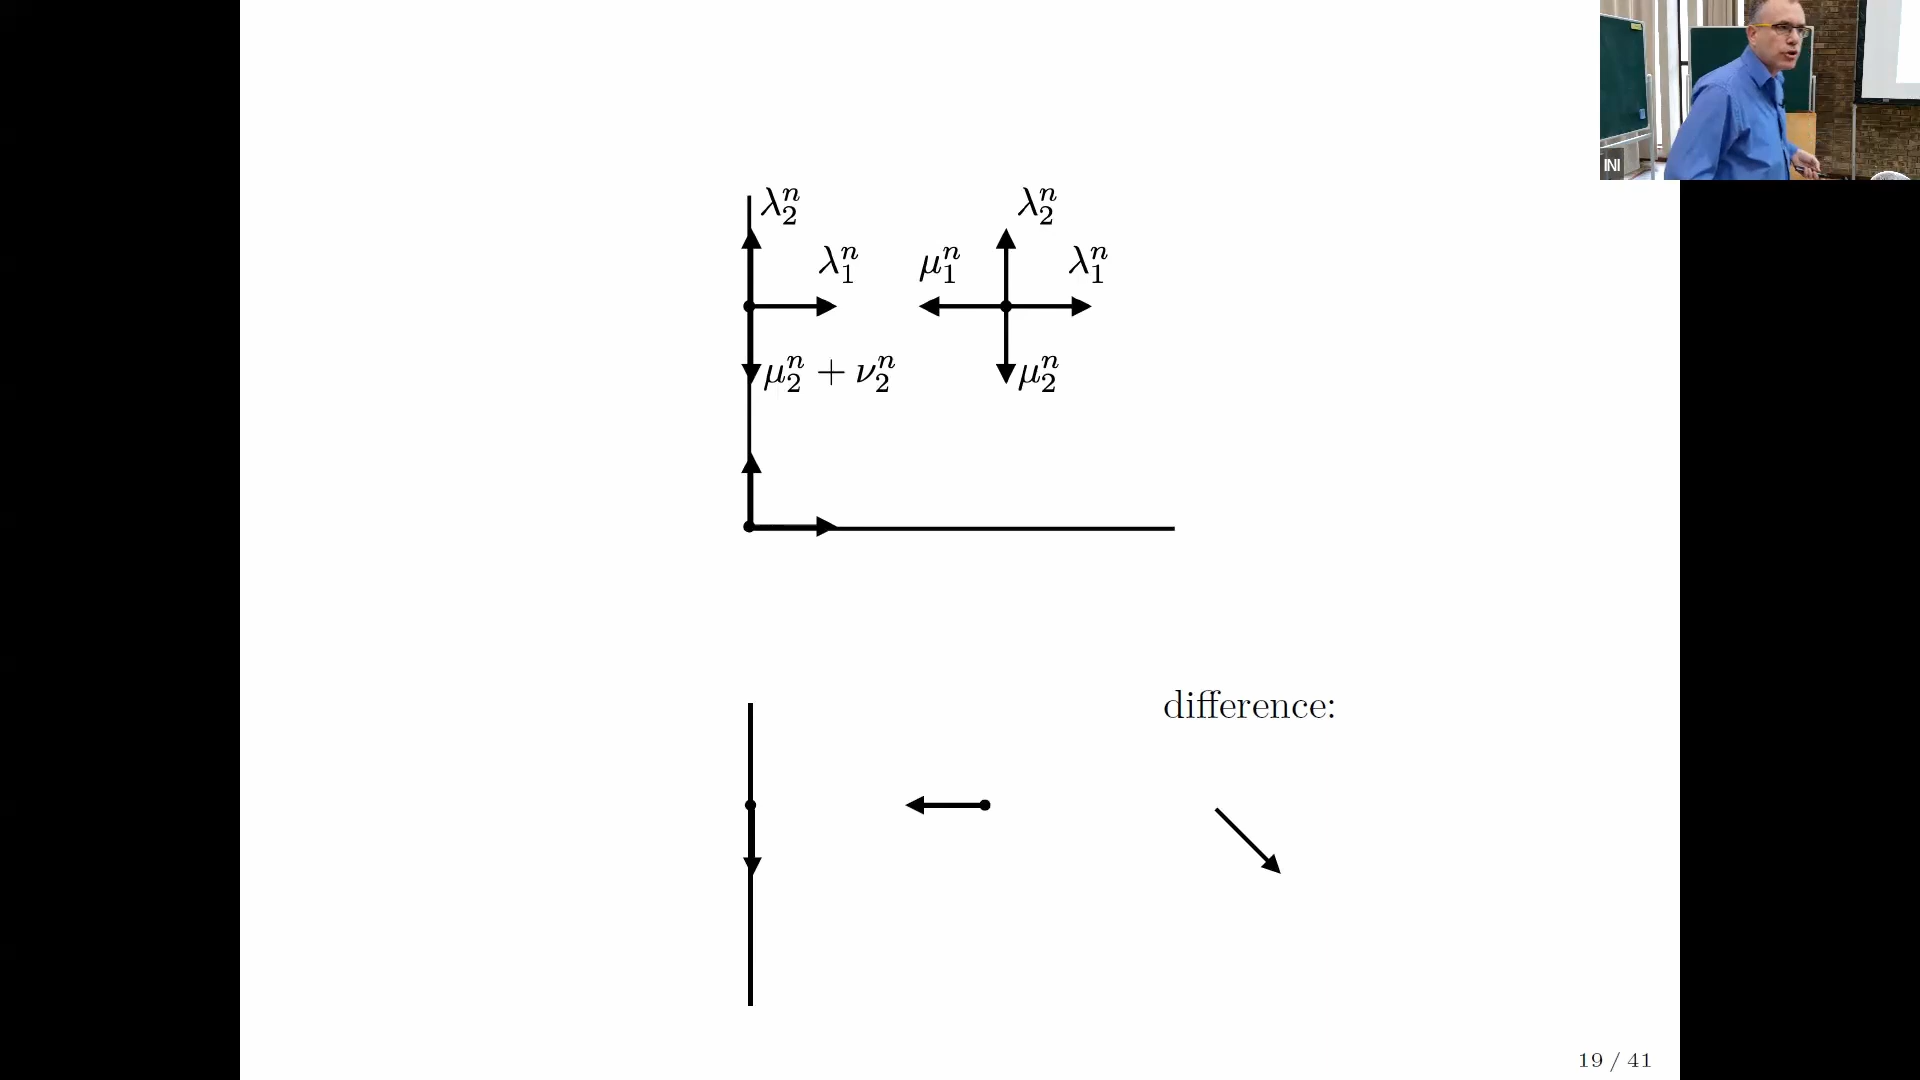 INI
λ₂ⁿ λ₂ⁿ
λ₁ⁿ μ₁ⁿ λ₁ⁿ
μ₂ⁿ + ν₂ⁿ μ₂ⁿ
difference:
19 / 41